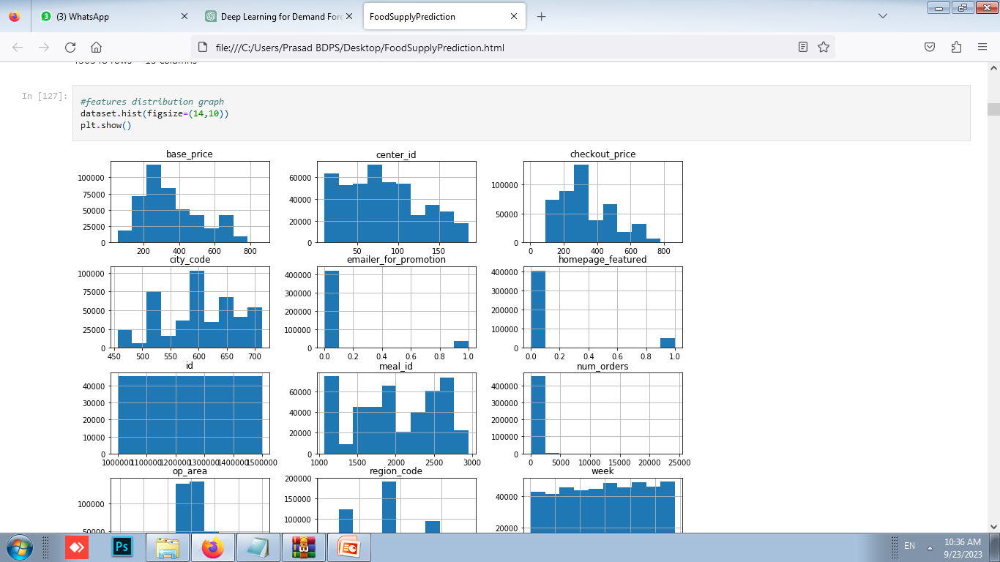 (3) WhatsApp
Deep Learning for Demand Fore
FoodSupplyPrediction
file:///C:/Users/Prasad BDPS/Desktop/FoodSupplyPrediction.html
In [127]:
#features distribution graph
dataset.hist(figsize=(14,10))
plt.show()
base_price
100000
75000
50000
25000
0
200 400 600 800
center_id
60000
40000
20000
0
50 100 150
checkout_price
100000
50000
0
0 200 400 600 800
city_code
100000
75000
50000
25000
0
450 500 550 600 650 700
emailer_for_promotion
400000
300000
200000
100000
0
0.0 0.2 0.4 0.6 0.8 1.0
homepage_featured
400000
300000
200000
100000
0
0.0 0.2 0.4 0.6 0.8 1.0
id
40000
30000
20000
10000
0
1000000 1100000 1200000 1300000 1400000 1500000
meal_id
60000
40000
20000
0
1000 1500 2000 2500 3000
num_orders
400000
300000
200000
100000
0
0 5000 10000 15000 20000 25000
op_area
100000
50000
region_code
200000
150000
100000
week
40000
20000
Ps
EN
10:36 AM
9/23/2023